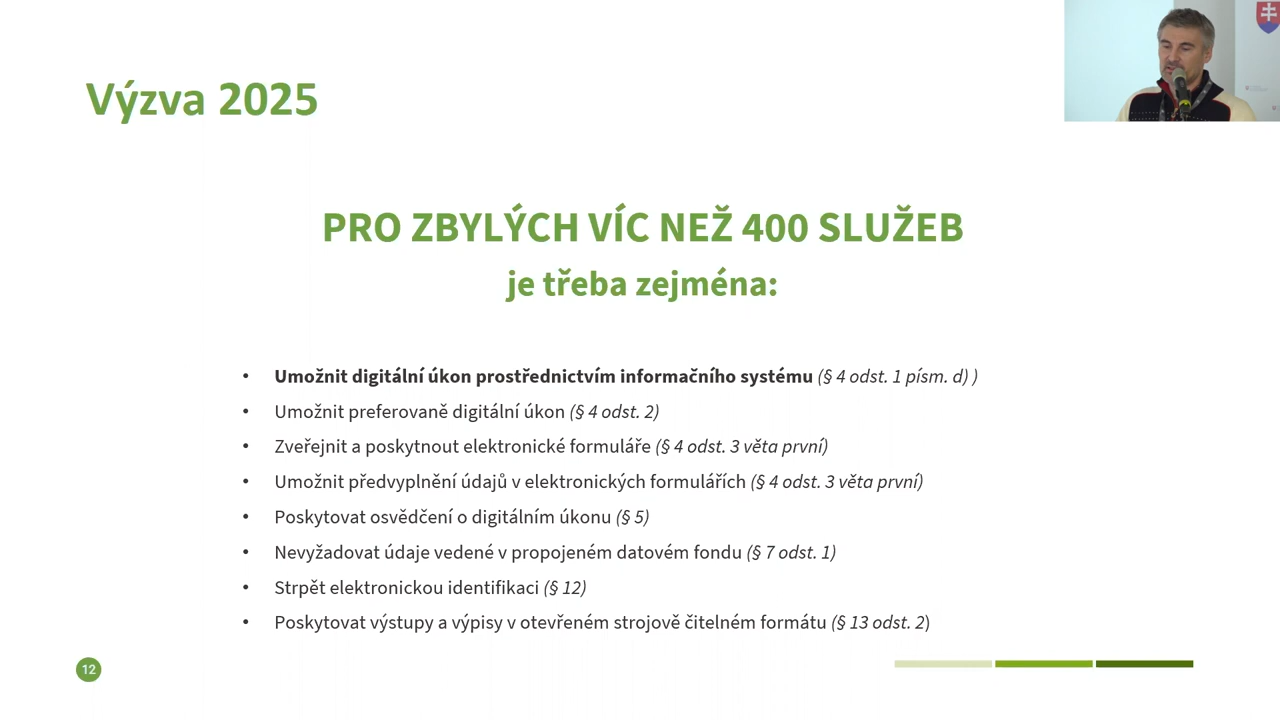 Výzva 2025
PRO ZBYLÝCH VÍC NEŽ 400 SLUŽEB
je třeba zejména:
• Umožnit digitální úkon prostřednictvím informačního systému (§ 4 odst. 1 písm. d) )
• Umožnit preferovaně digitální úkon (§ 4 odst. 2)
• Zveřejnit a poskytnout elektronické formuláře (§ 4 odst. 3 věta první)
• Umožnit předvyplnění údajů v elektronických formulářích (§ 4 odst. 3 věta první)
• Poskytovat osvědčení o digitálním úkonu (§ 5)
• Nevyžadovat údaje vedené v propojeném datovém fondu (§ 7 odst. 1)
• Strpět elektronickou identifikaci (§ 12)
• Poskytovat výstupy a výpisy v otevřeném strojově čitelném formátu (§ 13 odst. 2)
12